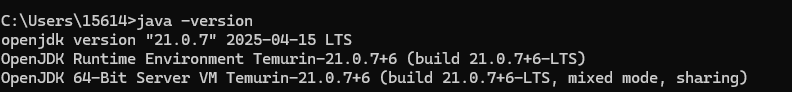 C:\Users\15614>java -version
openjdk version "21.0.7" 2025-04-15 LTS
OpenJDK Runtime Environment Temurin-21.0.7+6 (build 21.0.7+6-LTS)
OpenJDK 64-Bit Server VM Temurin-21.0.7+6 (build 21.0.7+6-LTS, mixed mode, sharing)